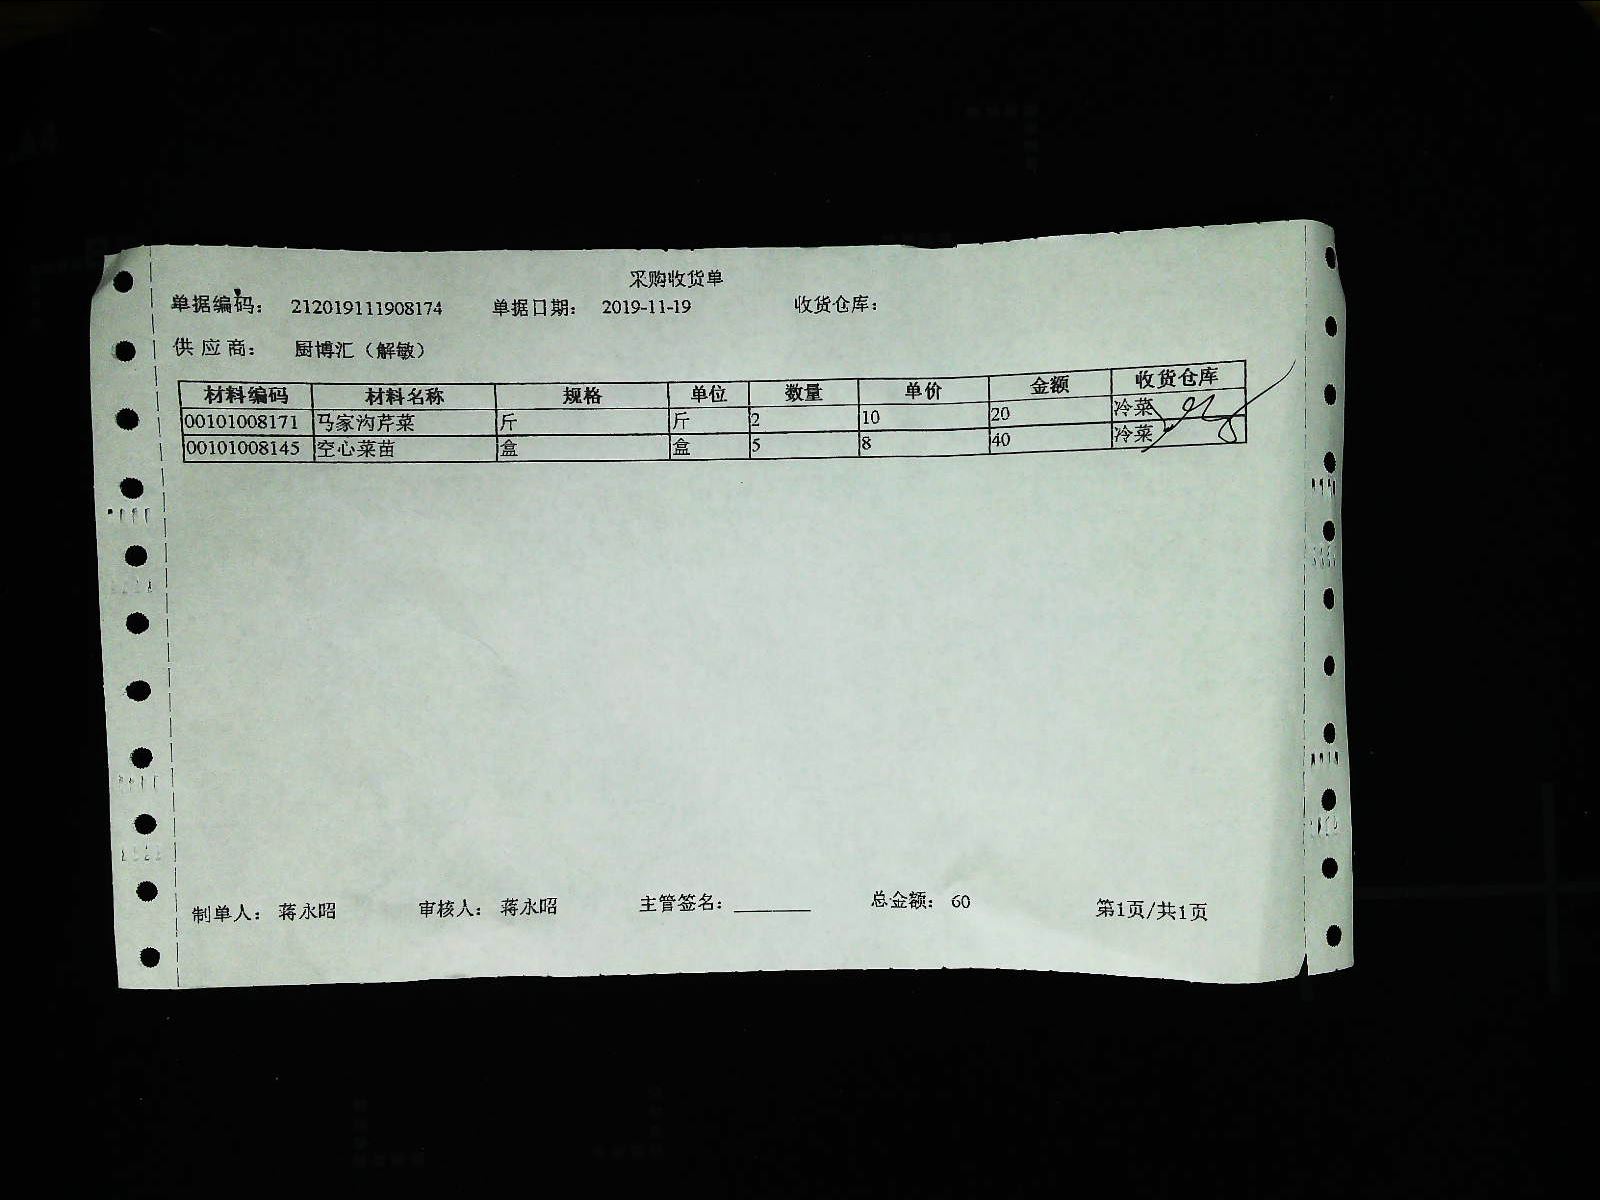 采购收货单
单据编码： 212019111908174 单据日期： 2019-11-19 收货仓库：
供应商： 厨博汇（解敏）
材料编码 材料名称 规格 单位 数量 单价 金额 收货仓库
00101008171 马家沟芹菜 斤 斤 2 10 20 冷菜
00101008145 空心菜苗 盒 盒 5 8 40 冷菜
制单人： 蒋永昭 审核人： 蒋永昭 主管签名：________ 总金额： 60 第1页/共1页